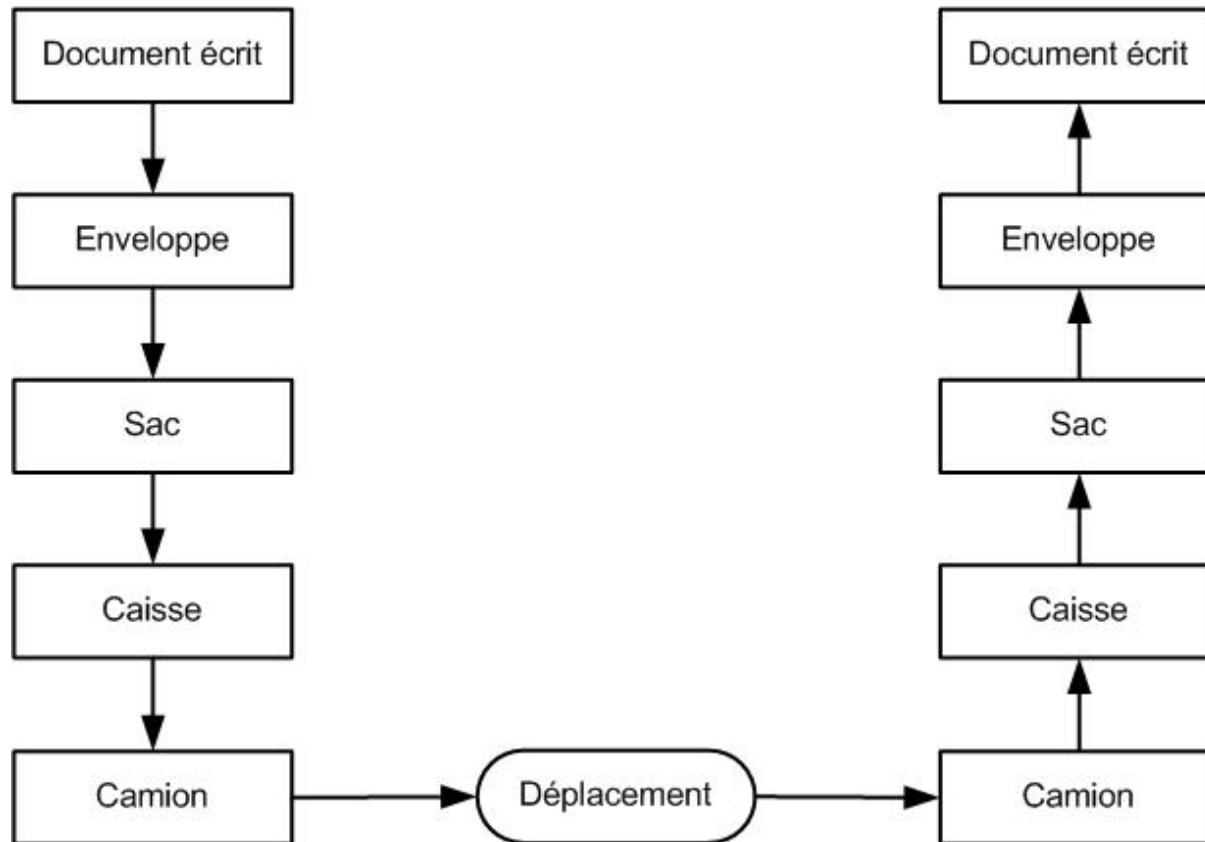 Document écrit
Enveloppe
Sac
Caisse
Camion
Déplacement
Document écrit
Enveloppe
Sac
Caisse
Camion